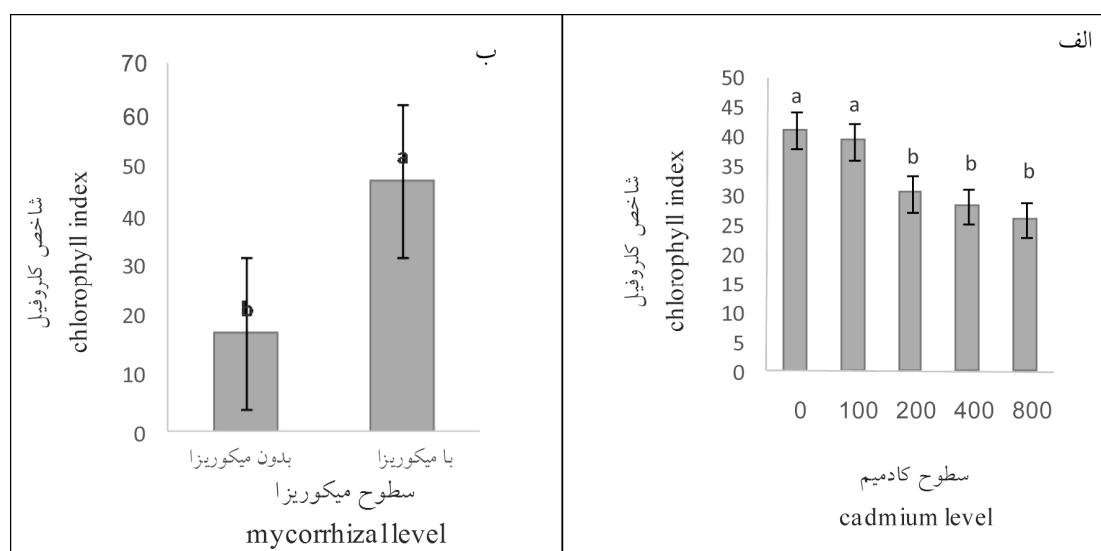 الف
50
45
40
35
30
25
20
15
10
5
0
a
a
b
b
b
0 100 200 400 800
شاخص کلروفیل
chlorophyll index
سطوح کادمیم
cadmium level
ب
70
60
50
40
30
20
10
0
a
b
شاخص کلروفیل
chlorophyll index
بدون میکوریزا با میکوریزا
سطوح میکوریزا
mycorrhizal level